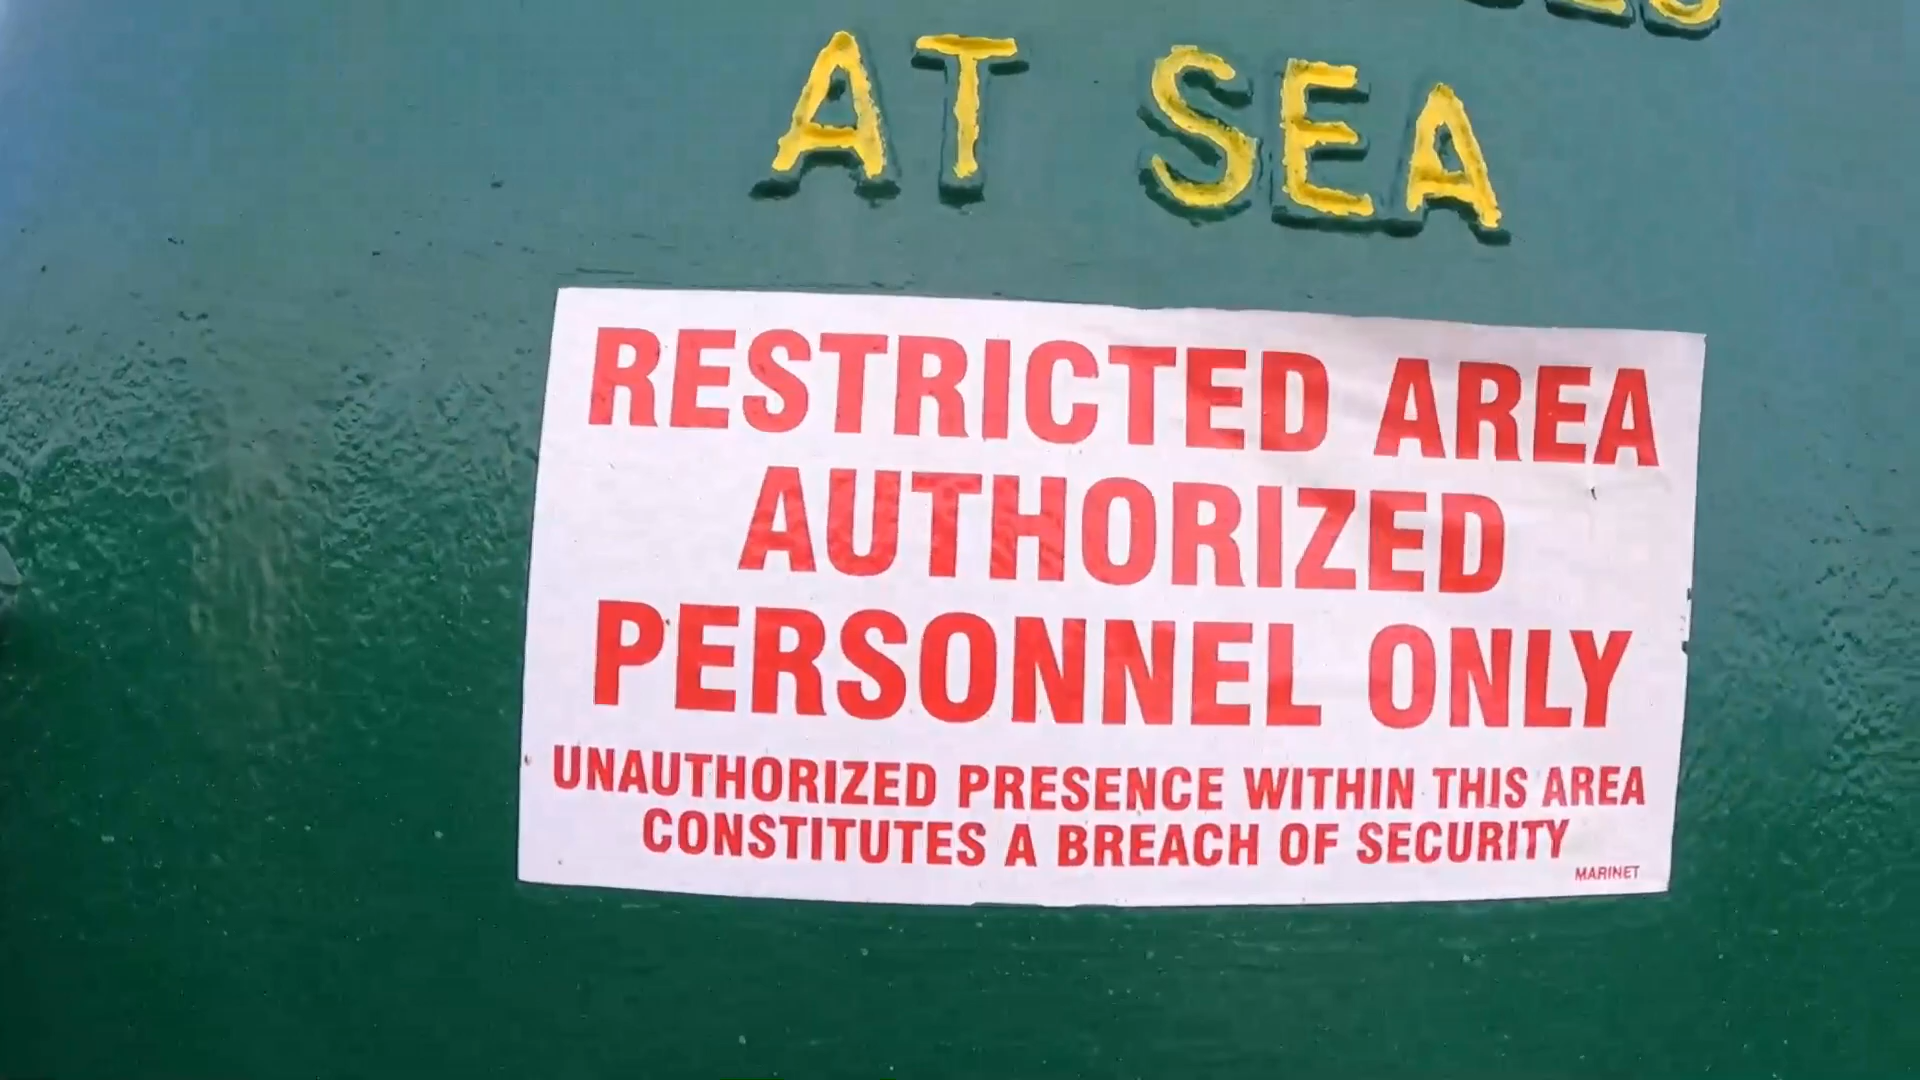 AT SEA
RESTRICTED AREA
AUTHORIZED
PERSONNEL ONLY
UNAUTHORIZED PRESENCE WITHIN THIS AREA
CONSTITUTES A BREACH OF SECURITY
MARINET